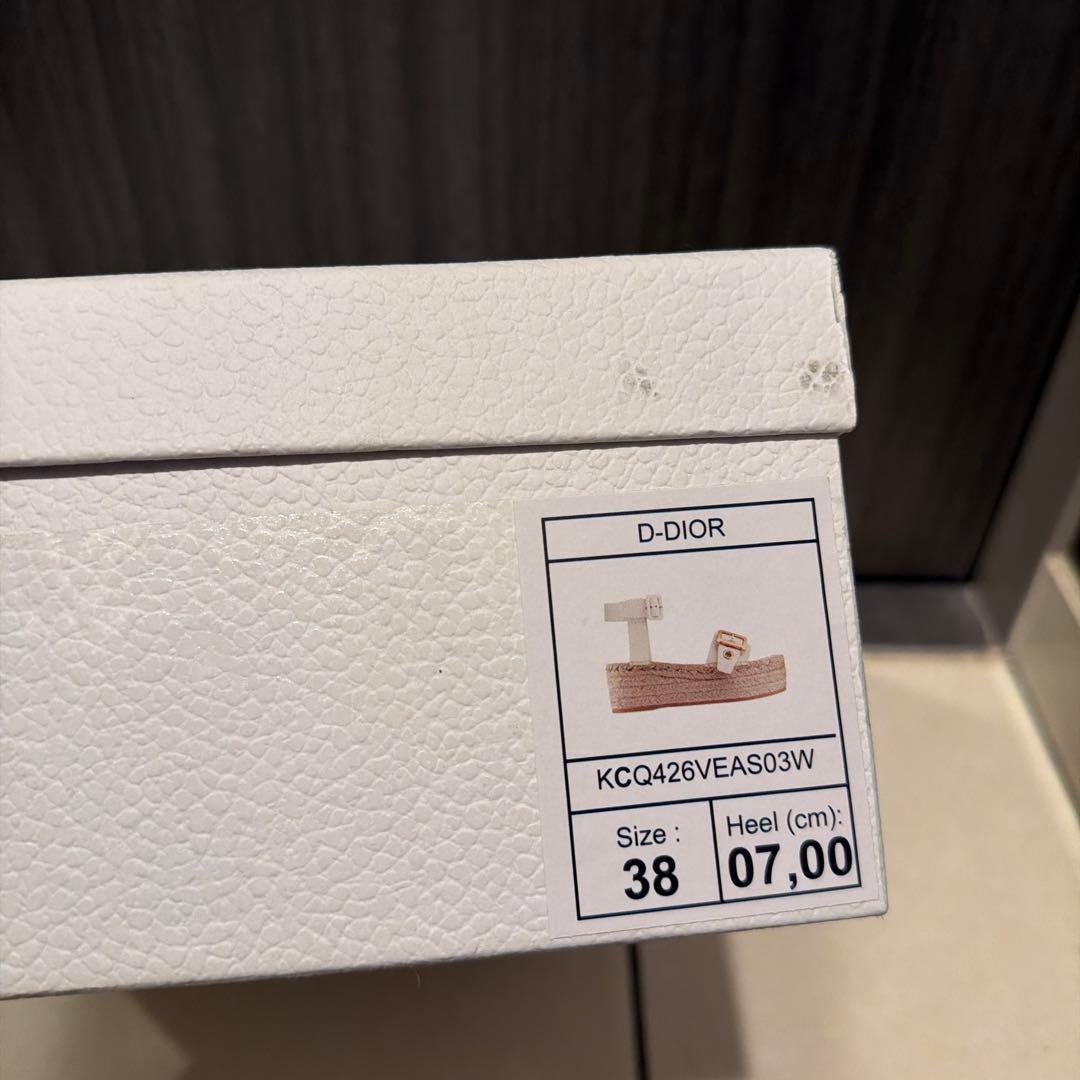 D-DIOR
KCQ426VEAS03W
Size :
38
Heel (cm):
07,00